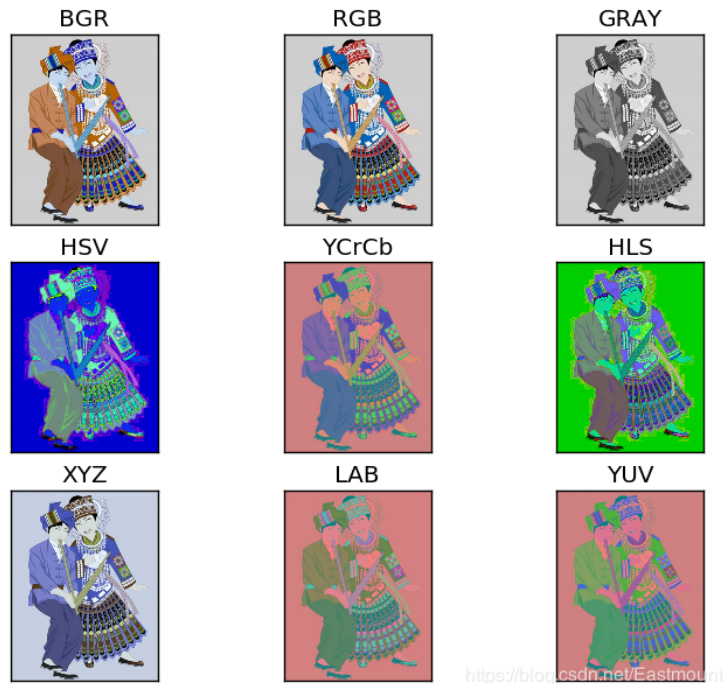 BGR
RGB
GRAY
HSV
YCrCb
HLS
XYZ
LAB
YUV
https://blog.csdn.net/Eastmount